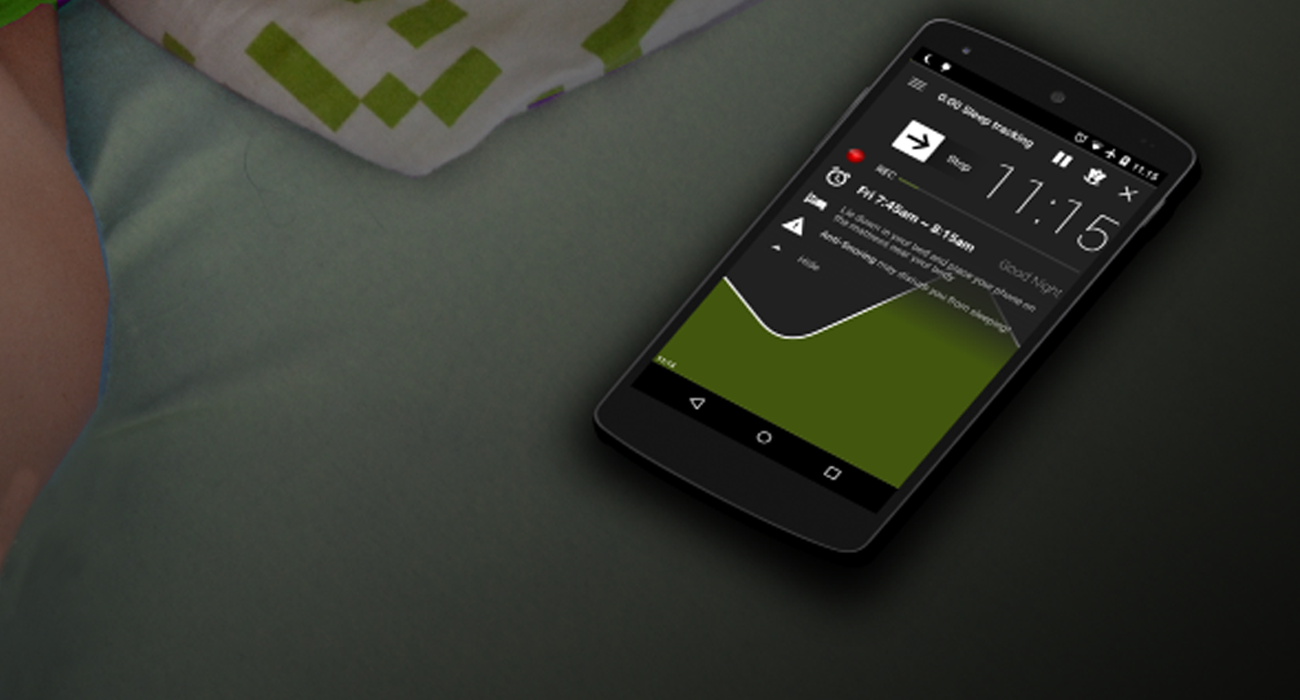 11:15
0:00 Sleep tracking
Stop
11:15
REC
Fri 7:45am ~ 8:15am
Good Night
Lie down in your bed and place your phone on
the mattress near your body
Anti-Snoring may disturb you from sleeping!
Hide